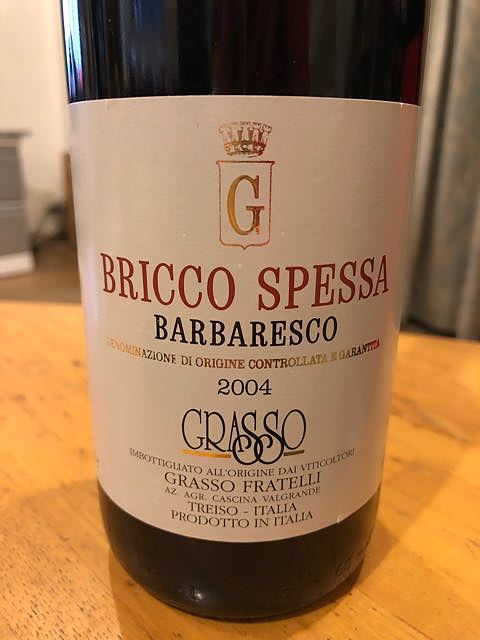 G
BRICCO SPESSA
BARBARESCO
DENOMINAZIONE DI ORIGINE CONTROLLATA E GARANTITA
2004
GRASSO
IMBOTTIGLIATO ALL'ORIGINE DAI VITICOLTORI
GRASSO FRATELLI
AZ. AGR. CASCINA VALGRANDE
TREISO - ITALIA
PRODOTTO IN ITALIA